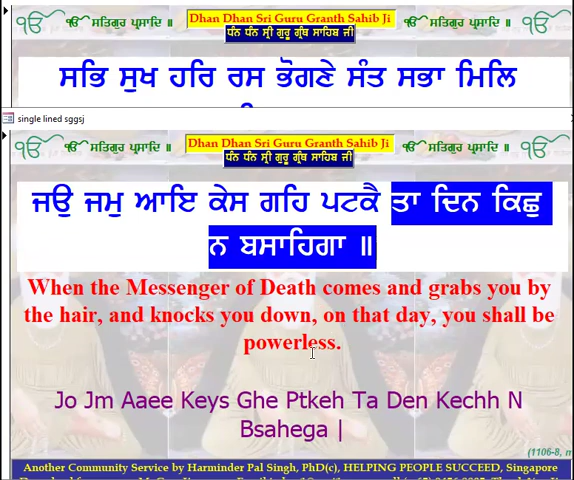 ੴ ਸਤਿਗੁਰ ਪ੍ਰਸਾਦਿ ॥ Dhan Dhan Sri Guru Granth Sahib Ji ੴ ਸਤਿਗੁਰ ਪ੍ਰਸਾਦਿ ॥ ੴ
ਧੰਨ ਧੰਨ ਸ੍ਰੀ ਗੁਰੂ ਗ੍ਰੰਥ ਸਾਹਿਬ ਜੀ
ਸਭਿ ਸੁਖ ਹਰਿ ਰਸ ਭੋਗਣੇ ਸੰਤ ਸਭਾ ਮਿਲਿ
single lined sggsj
ੴ ੴ ਸਤਿਗੁਰ ਪ੍ਰਸਾਦਿ ॥ Dhan Dhan Sri Guru Granth Sahib Ji ੴ ਸਤਿਗੁਰ ਪ੍ਰਸਾਦਿ ॥ ੴ
ਧੰਨ ਧੰਨ ਸ੍ਰੀ ਗੁਰੂ ਗ੍ਰੰਥ ਸਾਹਿਬ ਜੀ
ਜਉ ਜਮੁ ਆਇ ਕੇਸ ਗਹਿ ਪਟਕੈ ਤਾ ਦਿਨ ਕਿਛੁ
ਨ ਬਸਾਹਿਗਾ ॥
When the Messenger of Death comes and grabs you by
the hair, and knocks you down, on that day, you shall be
powerless.
Jo Jm Aaee Keys Ghe Ptkeh Ta Den Kechh N
Bsahega |
(1106-8, m
Another Community Service by Harminder Pal Singh, PhD(c), HELPING PEOPLE SUCCEED, Singapore